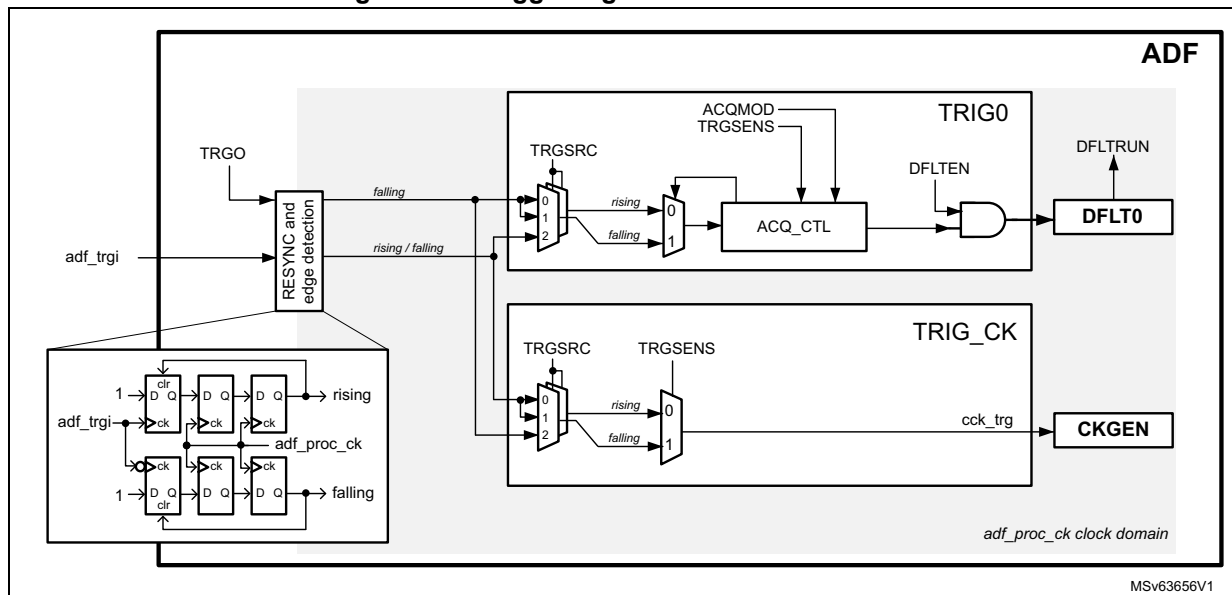 ADF
TRIG0
ACQMOD
TRGSENS
TRGO
TRGSRC
DFLTEN
DFLTRUN
falling
0
1
2
rising
falling
0
1
ACQ_CTL
DFLT0
RESYNC and
edge detection
adf_trgi
rising / falling
TRIG_CK
TRGSRC
TRGSENS
0
1
2
rising
falling
0
1
cck_trg
CKGEN
clr
1
D Q
D Q
D Q
rising
adf_trgi
ck
ck
ck
adf_proc_ck
ck
ck
ck
1
D Q
D Q
D Q
falling
clr
adf_proc_ck clock domain
MSv63656V1